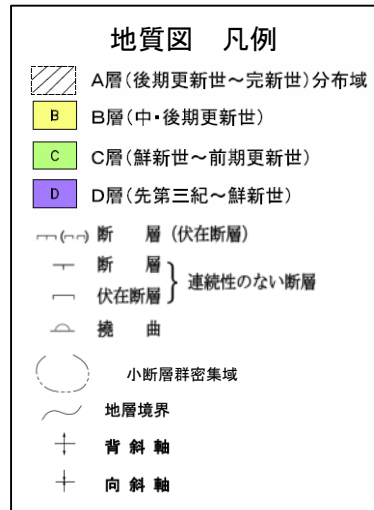 地質図 凡例
A層(後期更新世～完新世)分布域
B B層(中・後期更新世)
C C層(鮮新世～前期更新世)
D D層(先第三紀～鮮新世)
断 層(伏在断層)
断 層
連続性のない断層
伏在断層
撓 曲
小断層群密集域
地層境界
背 斜 軸
向 斜 軸